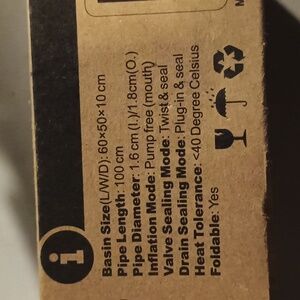 Basin Size(L/W/D): 60×50×10 cm
Pipe Length: 100 cm
Pipe Diameter: 1.6 cm (I.)/1.8cm(O.)
Inflation Mode: Pump free (mouth)
Valve Sealing Mode: Twist & seal
Drain Sealing Mode: Plug-in & seal
Heat Tolerance: <40 Degree Celsius
Foldable: Yes